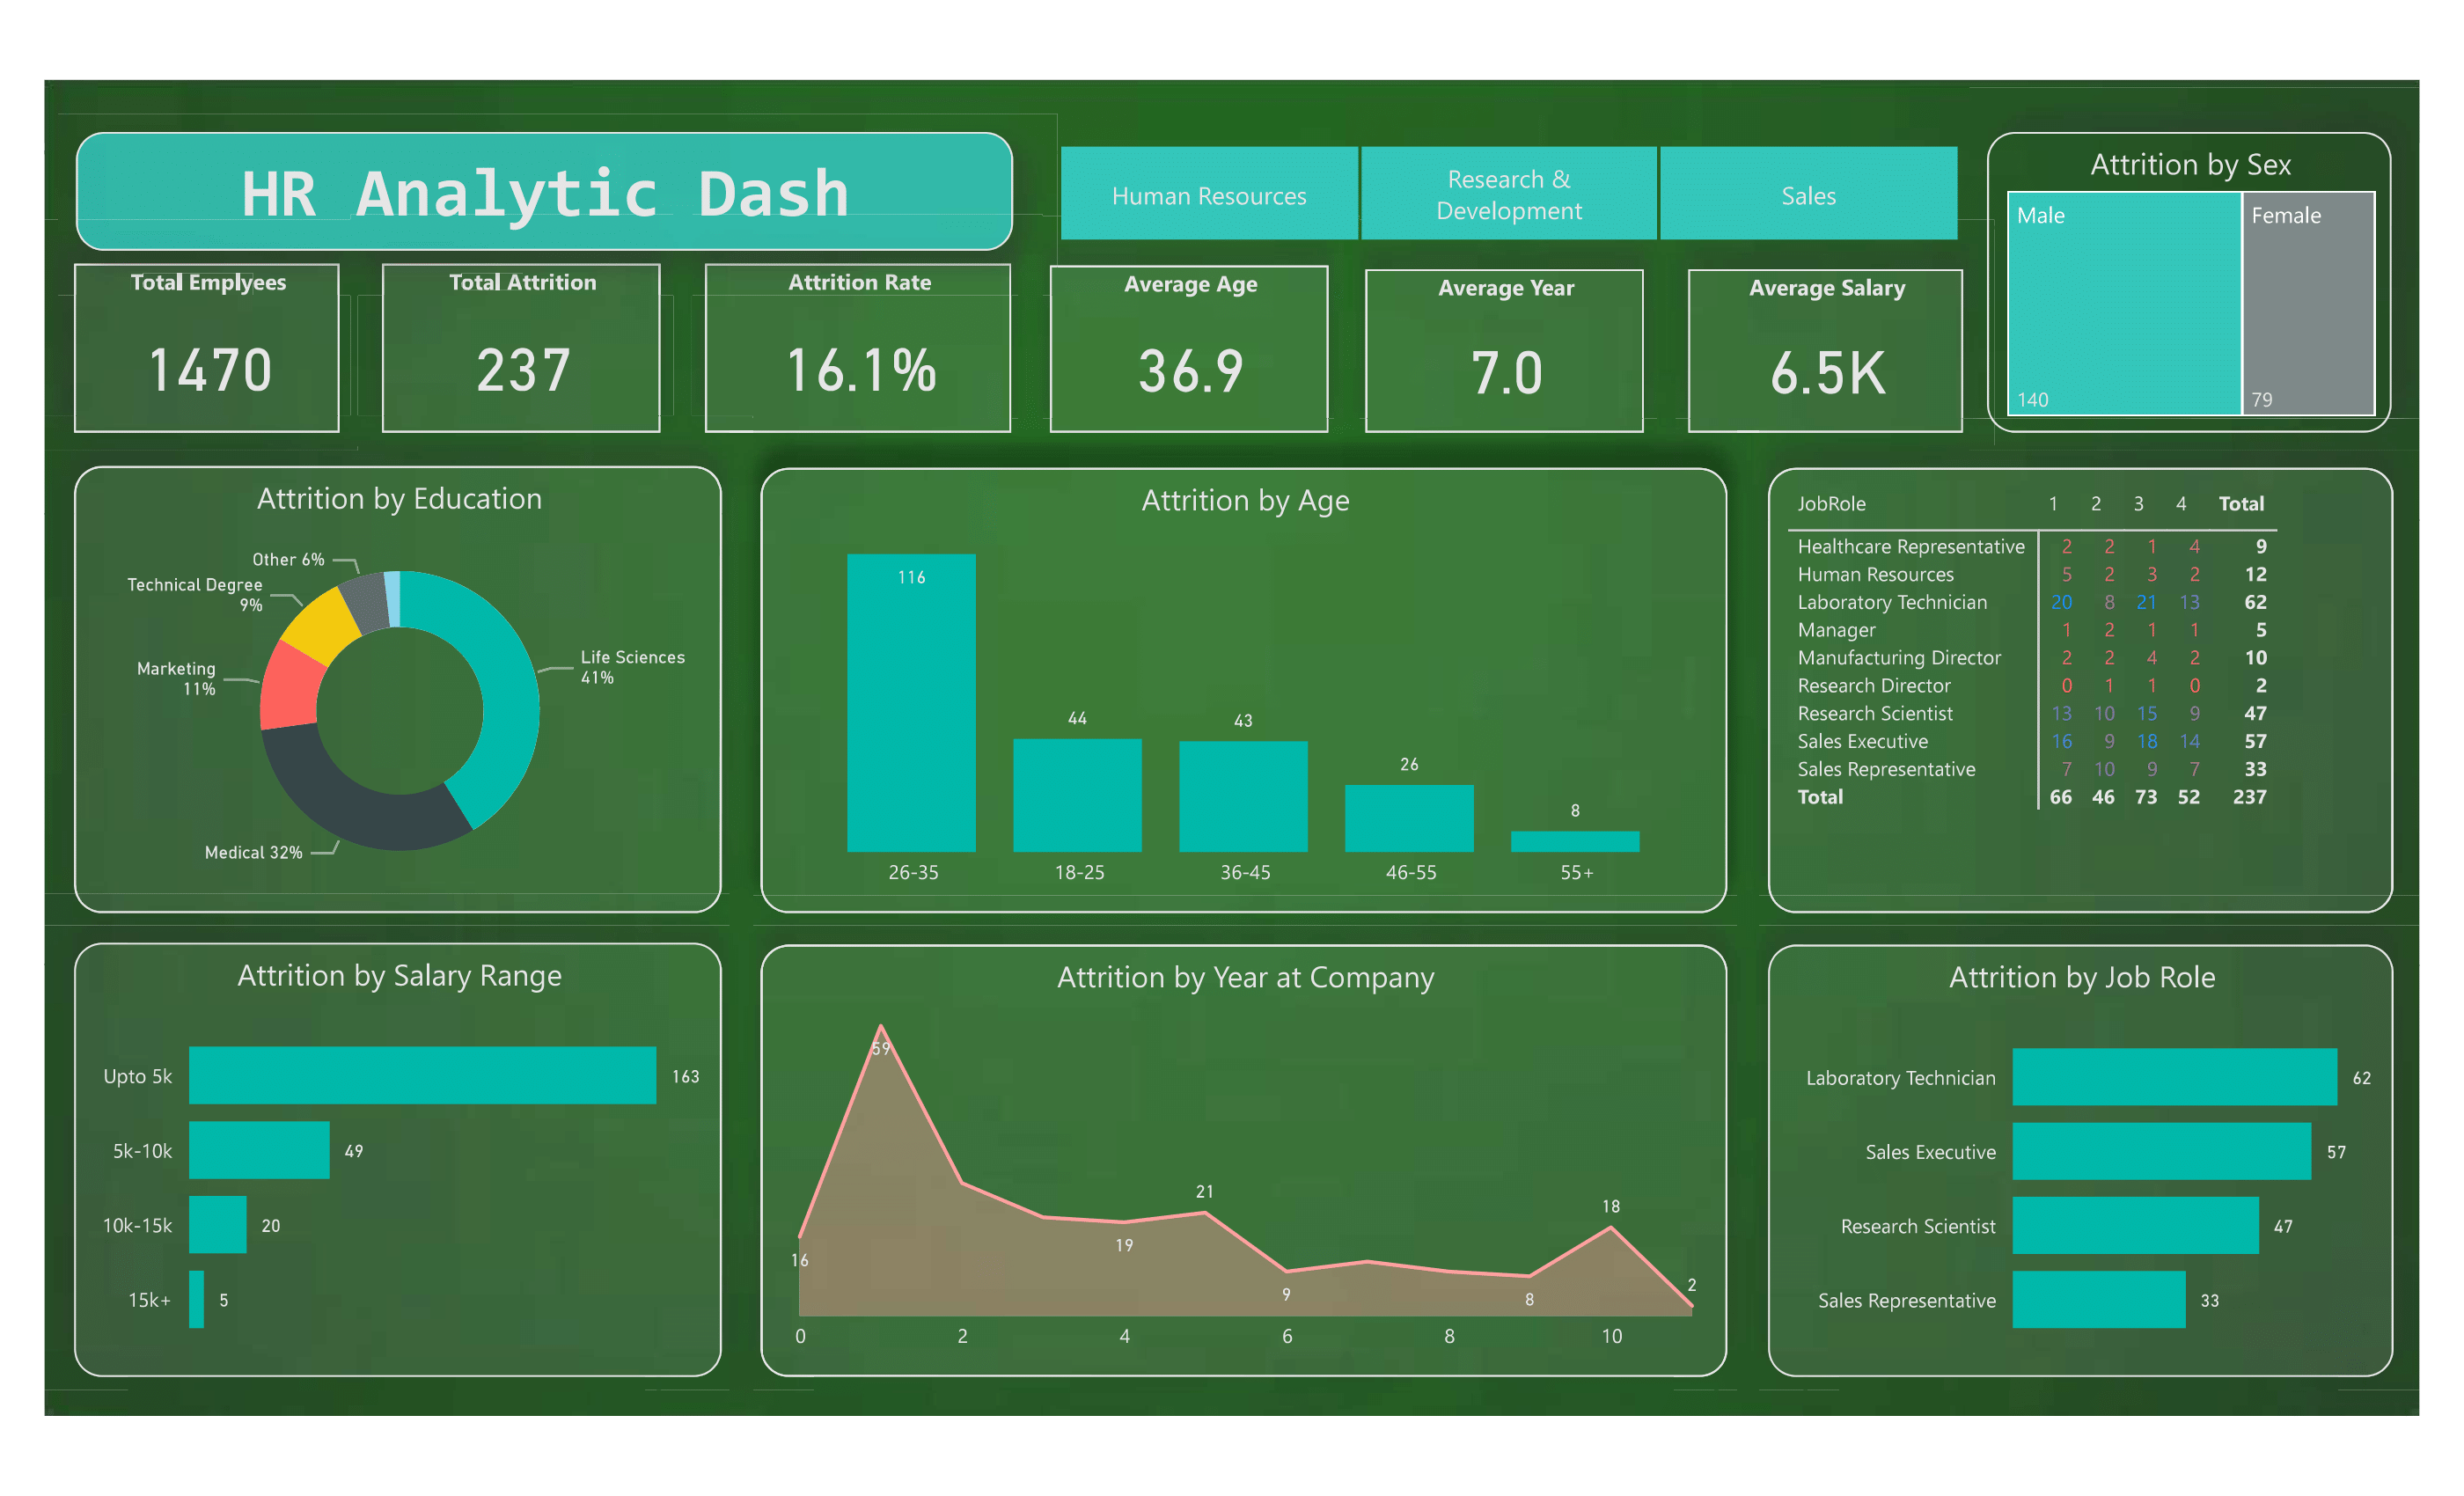 HR Analytic Dash
Human Resources
Research &
Development
Sales
Attrition by Sex
Male
Female
140
79
Total Emplyees
1470
Total Attrition
237
Attrition Rate
16.1%
Average Age
36.9
Average Year
7.0
Average Salary
6.5K
Attrition by Education
Other 6%
Technical Degree
9%
Marketing
11%
Life Sciences
41%
Medical 32%
Attrition by Age
116
44
43
26
8
26-35 18-25 36-45 46-55 55+
JobRole 1 2 3 4 Total
Healthcare Representative 2 2 1 4 9
Human Resources 5 2 3 2 12
Laboratory Technician 20 8 21 13 62
Manager 1 2 1 1 5
Manufacturing Director 2 2 4 2 10
Research Director 0 1 1 0 2
Research Scientist 13 10 15 9 47
Sales Executive 16 9 18 14 57
Sales Representative 7 10 9 7 33
Total 66 46 73 52 237
Attrition by Salary Range
Upto 5k 163
5k-10k 49
10k-15k 20
15k+ 5
Attrition by Year at Company
16
59
19
21
9
8
18
2
0 2 4 6 8 10
Attrition by Job Role
Laboratory Technician 62
Sales Executive 57
Research Scientist 47
Sales Representative 33